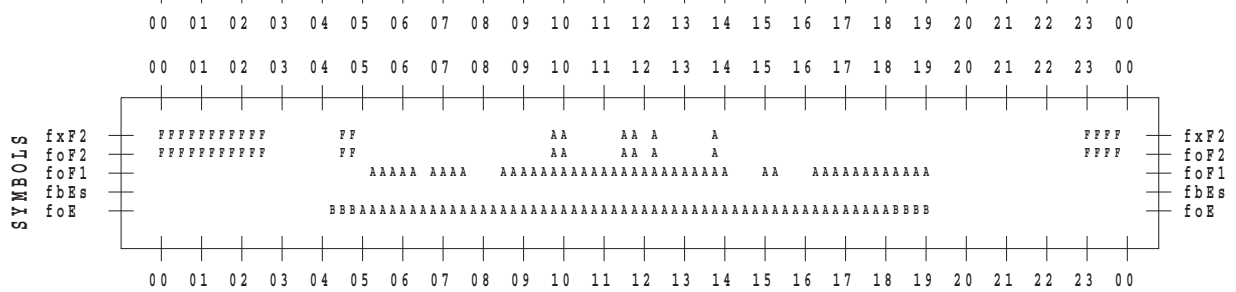 00 01 02 03 04 05 06 07 08 09 10 11 12 13 14 15 16 17 18 19 20 21 22 23 00
00 01 02 03 04 05 06 07 08 09 10 11 12 13 14 15 16 17 18 19 20 21 22 23 00
SYMBOLS
fxF2 FFFFFFFFFFF FF AA AA A A FFFF fxF2
foF2 FFFFFFFFFFF FF AA AA A A FFFF foF2
foF1 AAAAA AAAA AAAAAAAAAAAAAAAAAAAAAAA AA AAAAAAAAAAAA foF1
fbEs fbEs
foE BBBAAAAAAAAAAAAAAAAAAAAAAAAAAAAAAAAAAAAAAAAAAAAAAAAAAAAABBBB foE
00 01 02 03 04 05 06 07 08 09 10 11 12 13 14 15 16 17 18 19 20 21 22 23 00